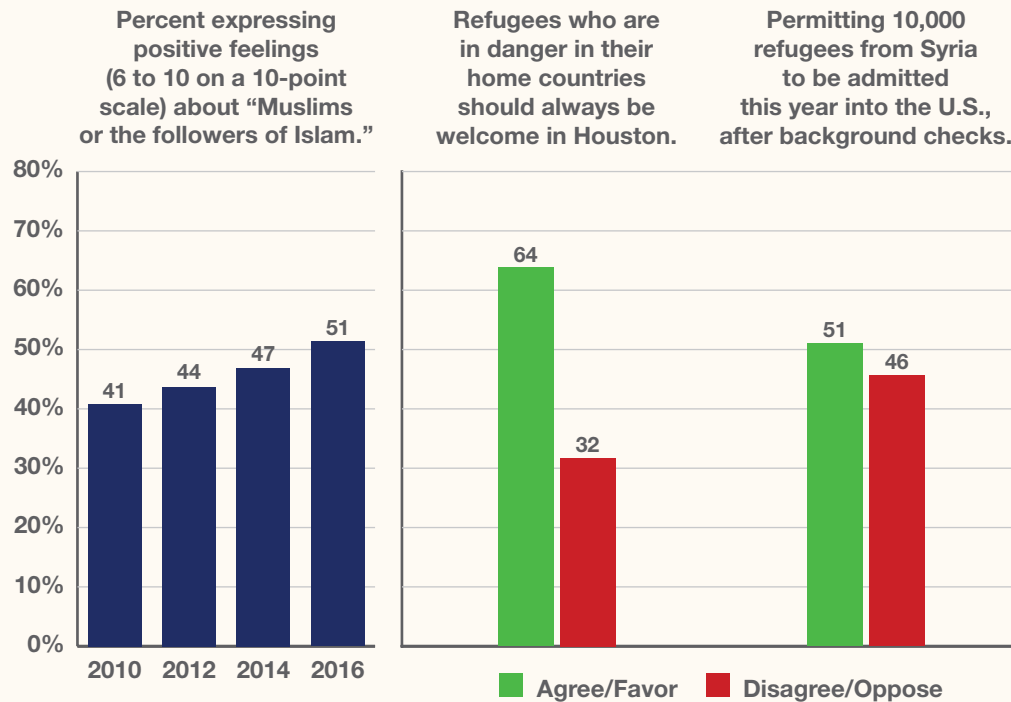 Percent expressing
positive feelings
(6 to 10 on a 10-point
scale) about “Muslims
or the followers of Islam.”
Refugees who are
in danger in their
home countries
should always be
welcome in Houston.
Permitting 10,000
refugees from Syria
to be admitted
this year into the U.S.,
after background checks.
80%
70%
60%
50%
40%
30%
20%
10%
0%
41
44
47
51
2010 2012 2014 2016
64
32
51
46
Agree/Favor Disagree/Oppose